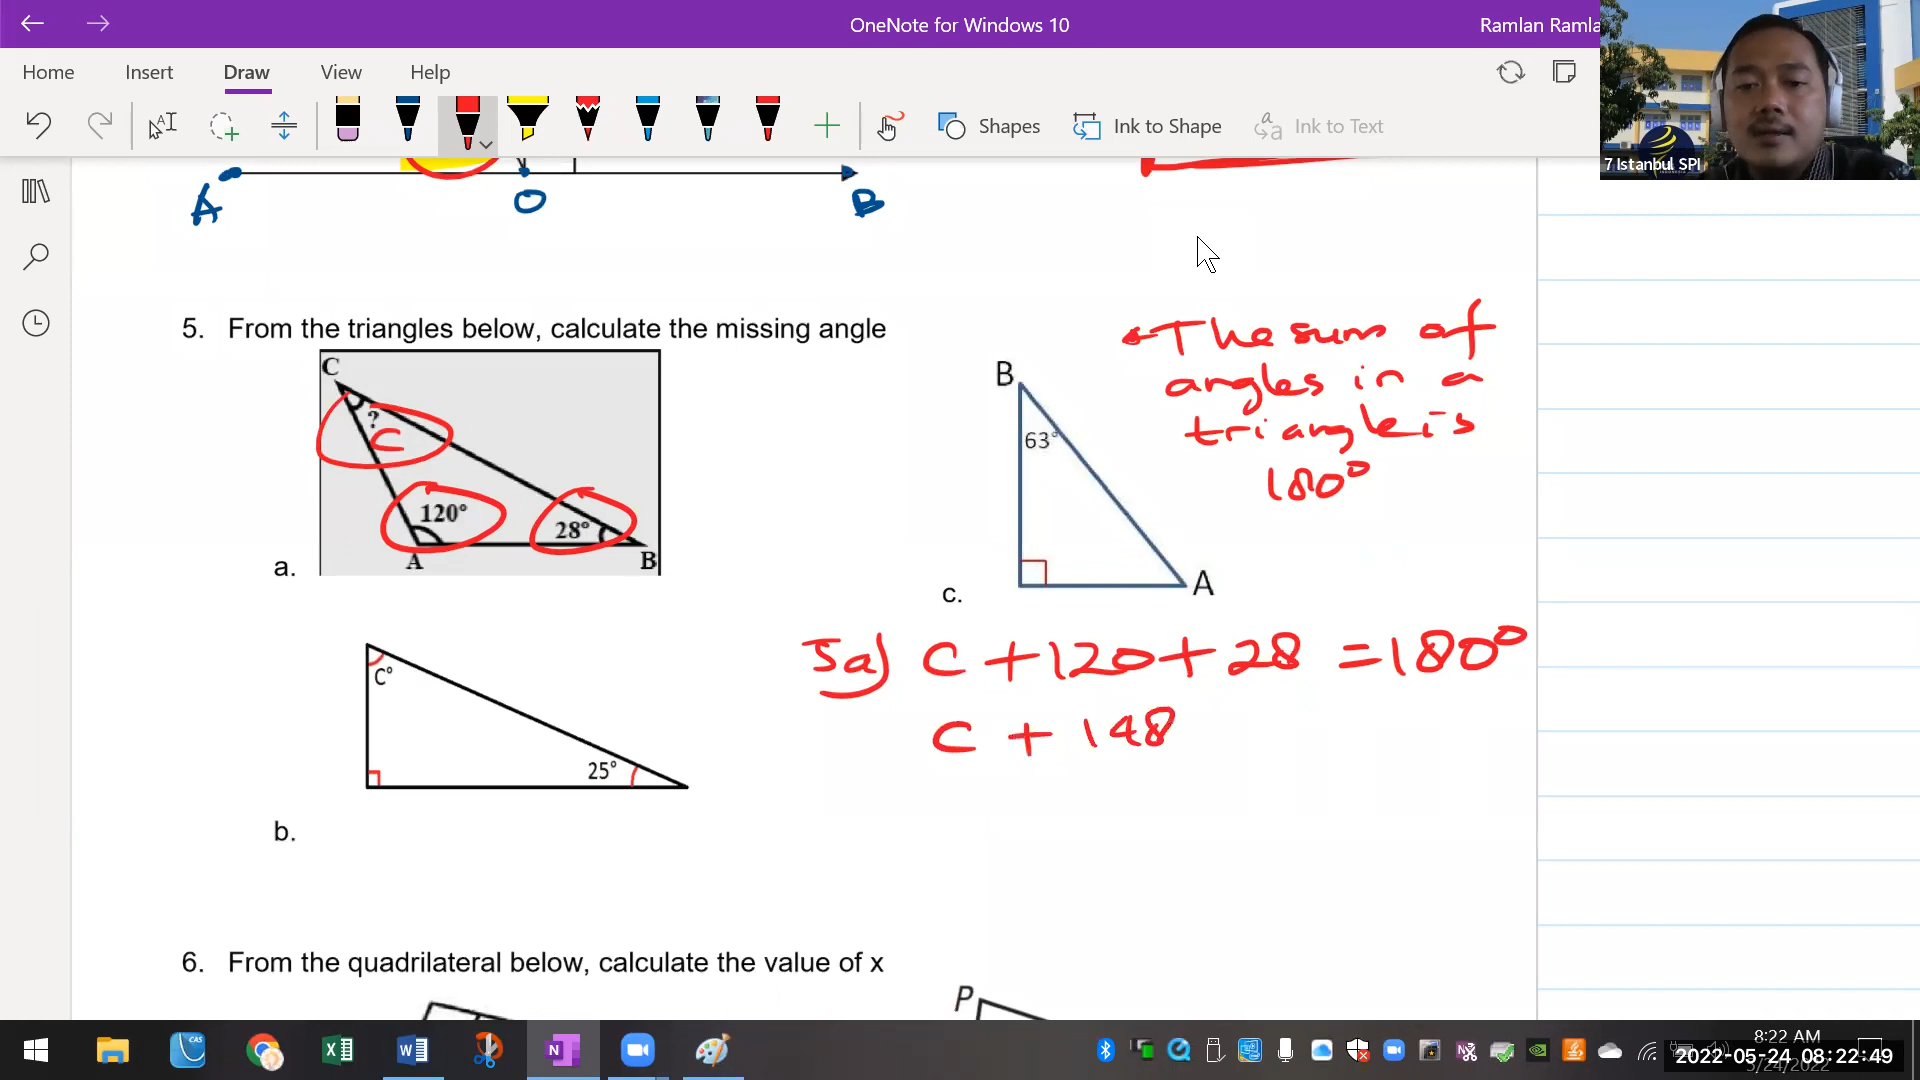 OneNote for Windows 10
Ramlan Ramla
Home Insert Draw View Help
Shapes
Ink to Shape
Ink to Text
7 Istanbul SPI
A O B
5. From the triangles below, calculate the missing angle
C
?
C
120°
28°
A
B
a.
B
63°
A
c.
The sum of
angles in a
triangle is
180°
5a) C + 120 + 28 = 180°
C + 148
C°
25°
b.
6. From the quadrilateral below, calculate the value of x
P
8:22 AM
2022-05-24 08:22:49
5/24/2022